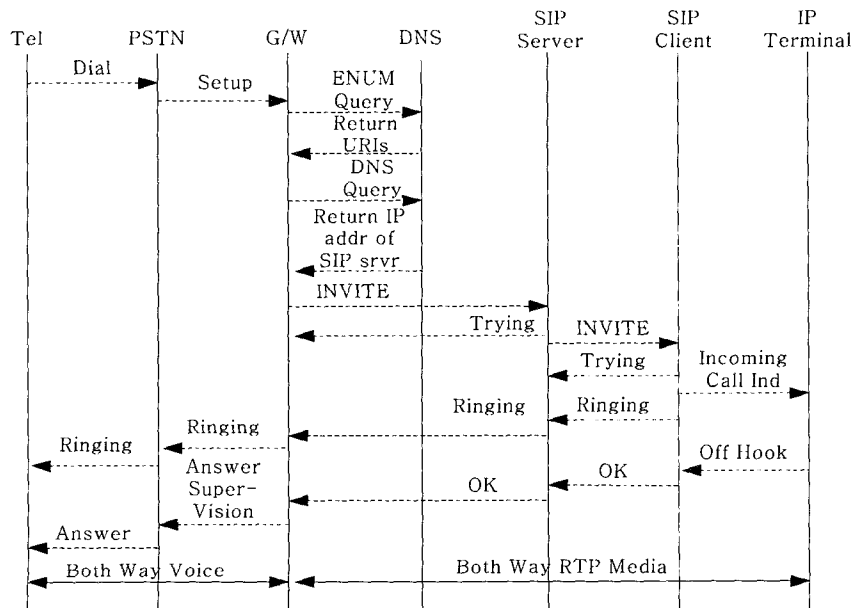 Tel
PSTN
G/W
DNS
SIP
Server
SIP
Client
IP
Terminal
Dial
Setup
ENUM
Query
Return
URIs
DNS
Query
Return IP
addr of
SIP srvr
INVITE
Trying
INVITE
Trying
Incoming
Call Ind
Ringing
Ringing
Ringing
Ringing
Off Hook
OK
OK
Answer
Super-
Vision
Answer
Both Way Voice
Both Way RTP Media